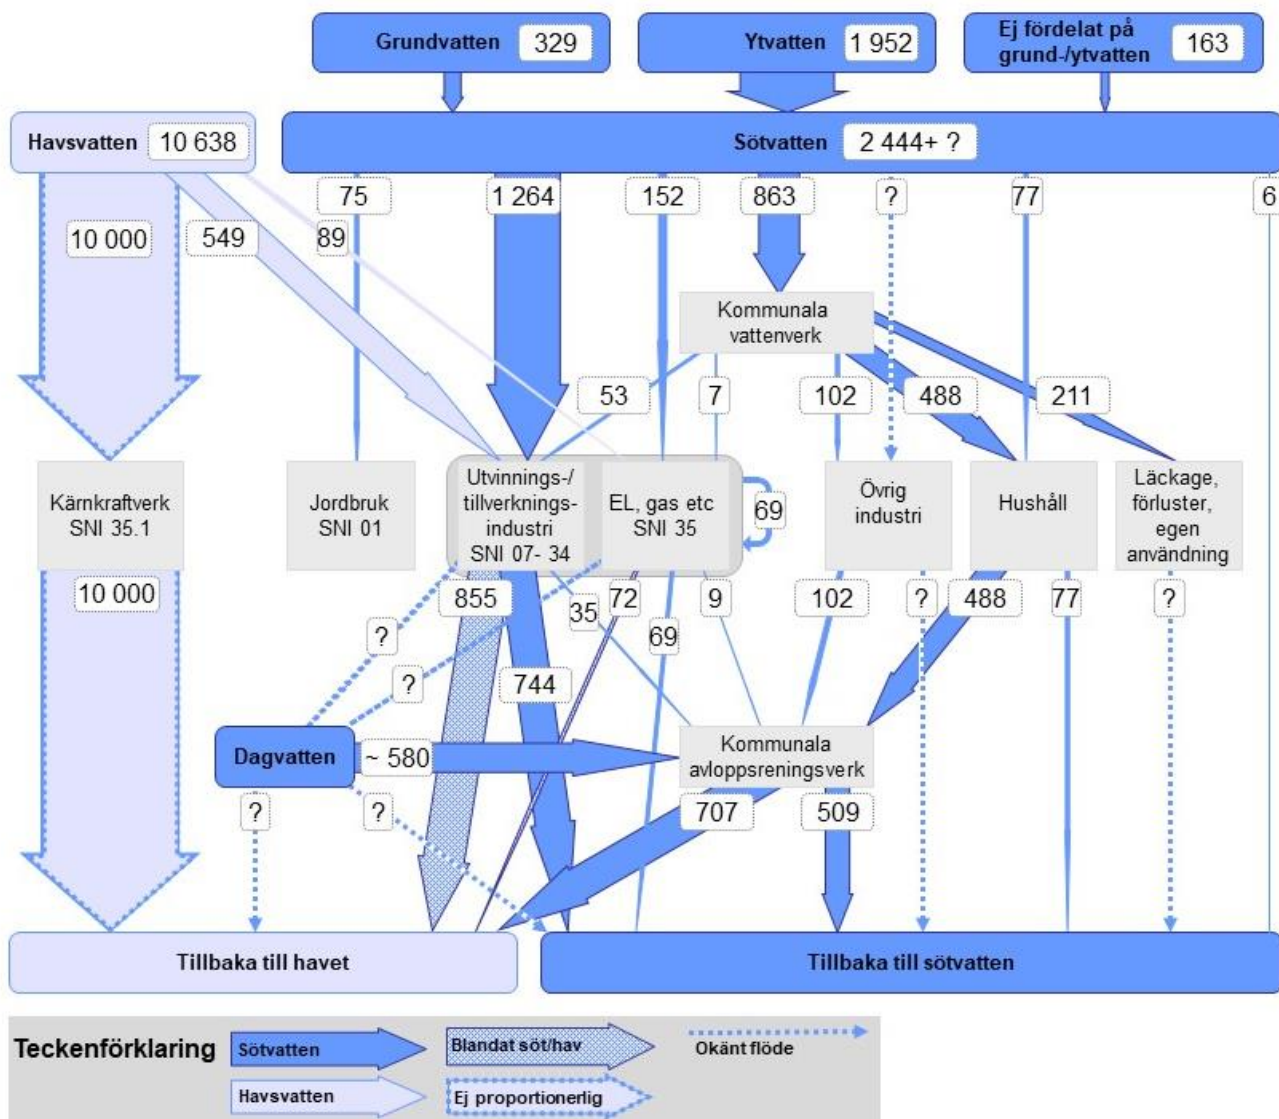 Grundvatten 329
Ytvatten 1 952
Ej fördelat på
grund-/ytvatten 163
Havsvatten 10 638
Sötvatten 2 444+ ?
75
1 264
152
863
?
77
6
10 000
549
89
Kommunala
vattenverk
53
7
102
488
211
Kärnkraftverk
SNI 35.1
Jordbruk
SNI 01
Utvinnings-/
tillverknings-
industri
SNI 07- 34
EL, gas etc
SNI 35
69
Övrig
industri
Hushåll
Läckage,
förluster,
egen
användning
10 000
855
35
72
69
9
102
?
488
77
?
?
?
744
Dagvatten
~ 580
Kommunala
avloppsreningsverk
?
?
707
509
Tillbaka till havet
Tillbaka till sötvatten
Teckenförklaring
Sötvatten
Blandat söt/hav
Okänt flöde
Havsvatten
Ej proportionerlig